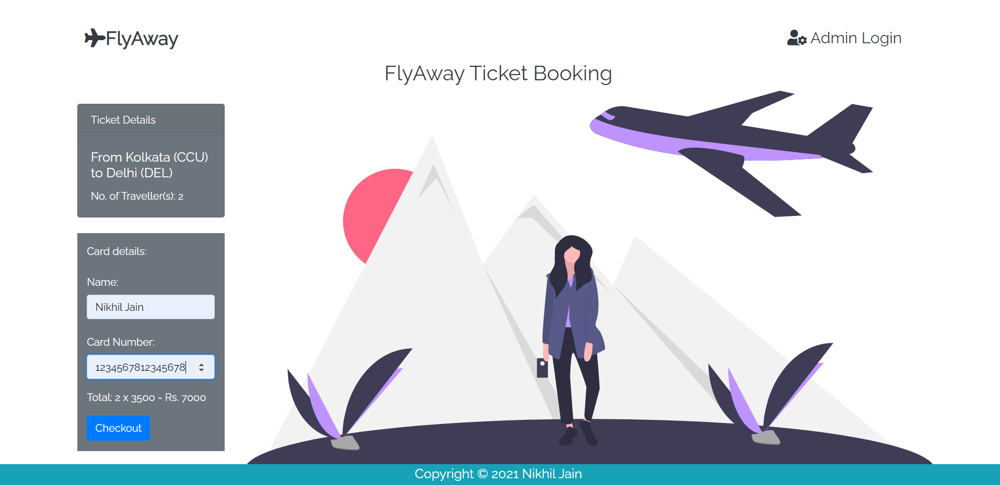 FlyAway
Admin Login
FlyAway Ticket Booking
Ticket Details
From Kolkata (CCU)
to Delhi (DEL)
No. of Traveller(s): 2
Card details:
Name:
Nikhil Jain
Card Number:
1234567812345678
Total: 2 x 3500 = Rs. 7000
Checkout
Copyright © 2021 Nikhil Jain